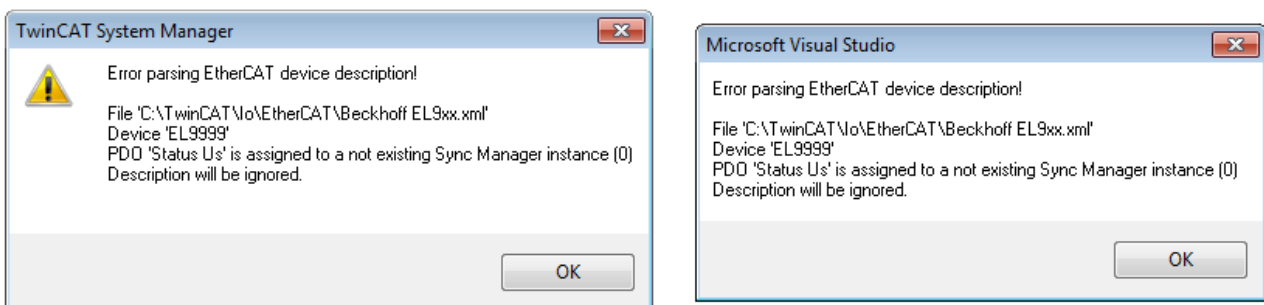 TwinCAT System Manager
Error parsing EtherCAT device description!
File 'C:\TwinCAT\Io\EtherCAT\Beckhoff EL9xx.xml'
Device 'EL9999'
PDO 'Status Us' is assigned to a not existing Sync Manager instance (0)
Description will be ignored.
OK
Microsoft Visual Studio
Error parsing EtherCAT device description!
File 'C:\TwinCAT\Io\EtherCAT\Beckhoff EL9xx.xml'
Device 'EL9999'
PDO 'Status Us' is assigned to a not existing Sync Manager instance (0)
Description will be ignored.
OK